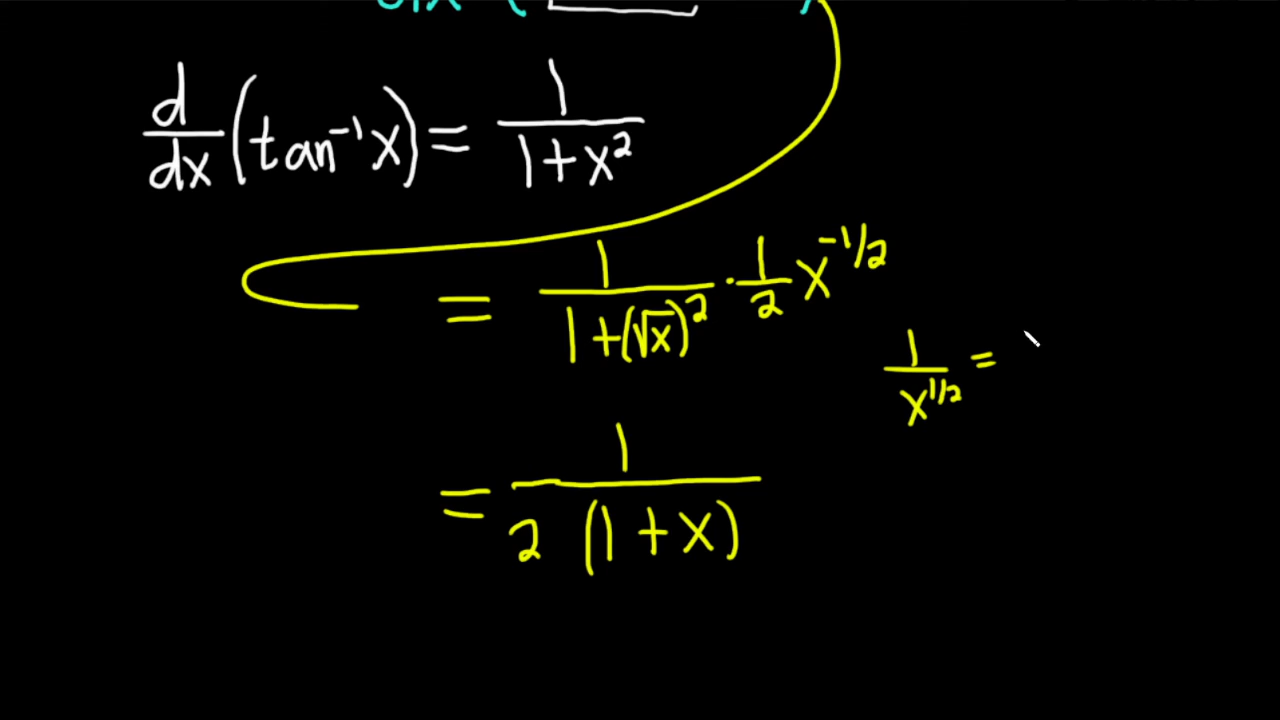 d/dx (tan⁻¹x) = 1/(1+x²)
= 1/(1+(√x)²) · 1/2 x^(-1/2)
1/x^(1/2) =
= 1/(2 (1+x))